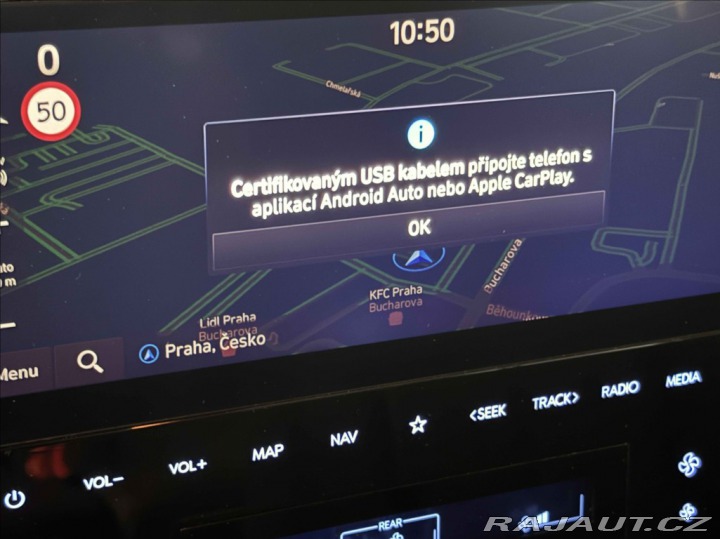 10:50
0
50
Chmelařská
Certifikovaným USB kabelem připojte telefon s
aplikací Android Auto nebo Apple CarPlay.
OK
KFC Praha
Bucharova
Bucharova
Lidl Praha
Bucharova
Praha, Česko
Menu
VOL-
VOL+
MAP
NAV
<SEEK
TRACK>
RADIO
MEDIA
REAR
RAJAUT.CZ